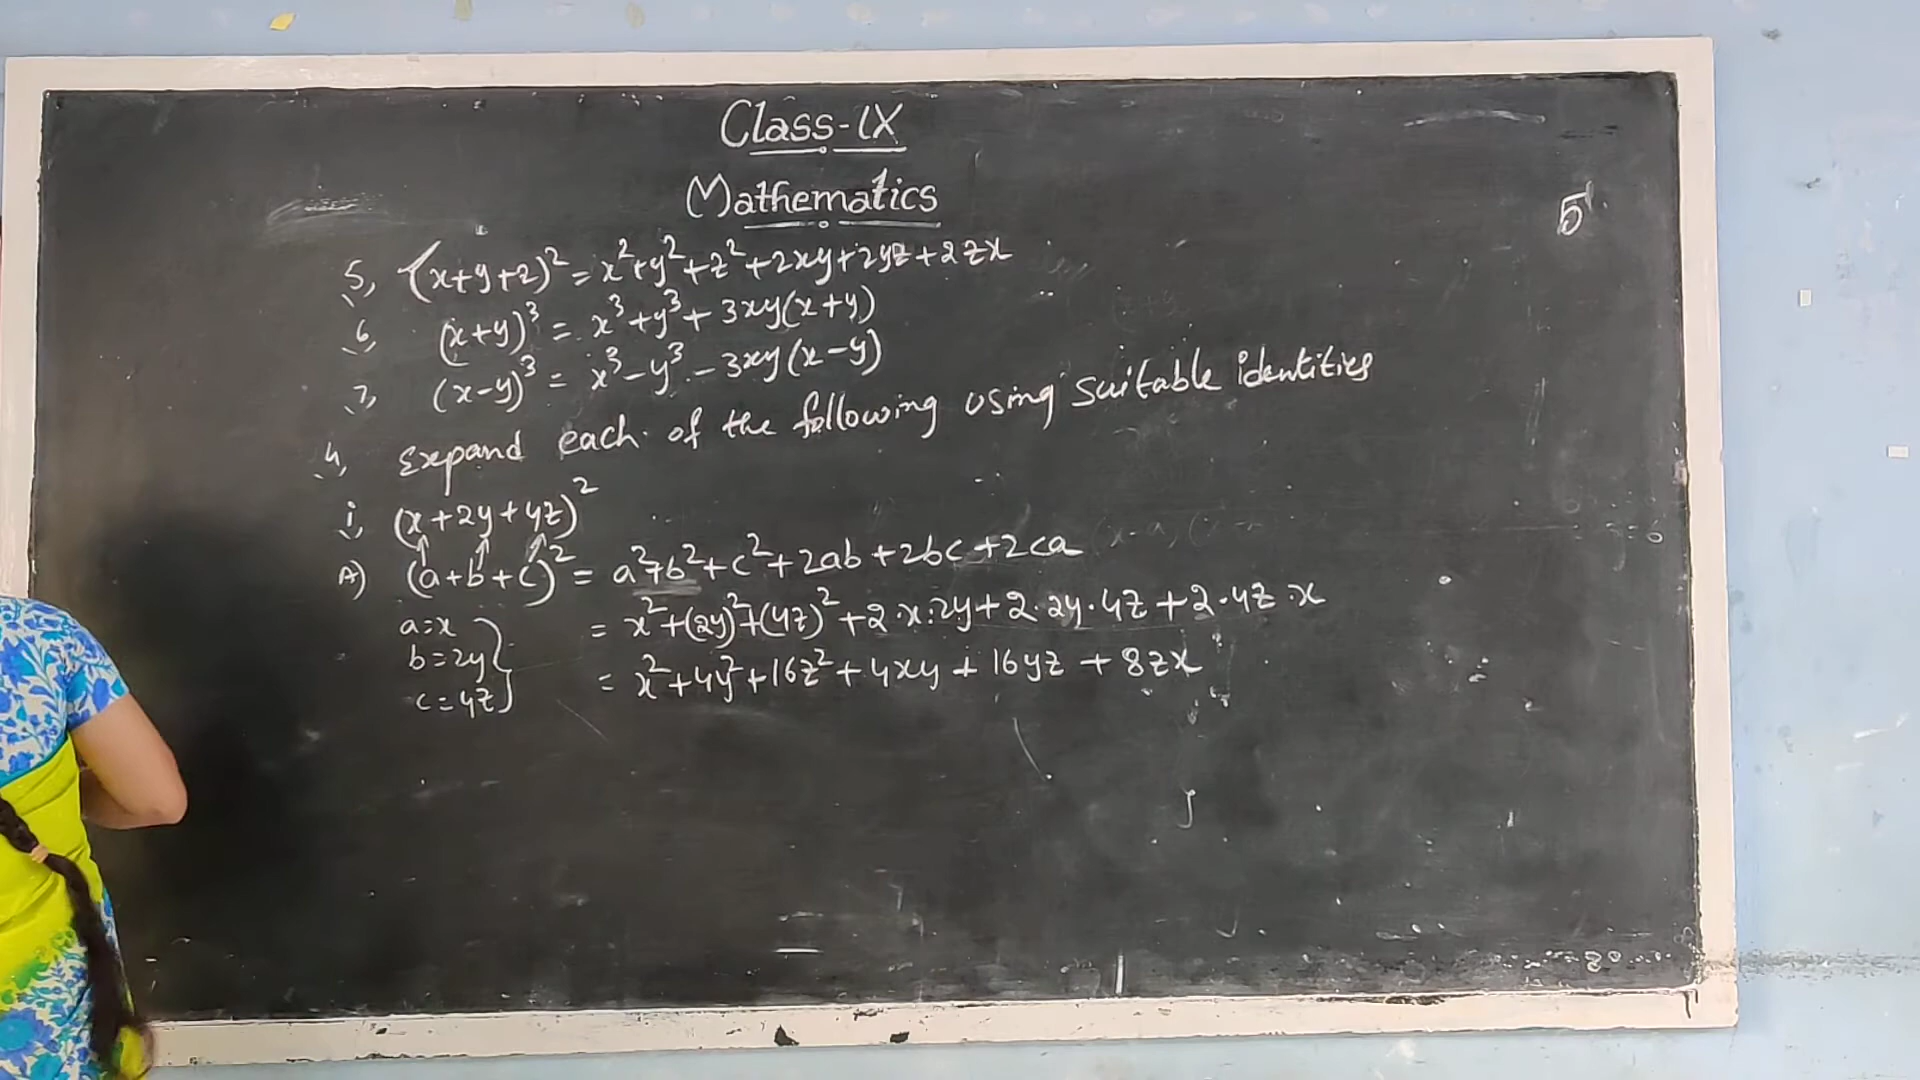 Class-IX
Mathematics
5
5, (x+y+z)² = x²+y²+z²+2xy+2yz+2zx
6, (x+y)³ = x³+y³+3xy(x+y)
7, (x-y)³ = x³-y³-3xy(x-y)
4, Expand each of the following using suitable identities
i, (x+2y+4z)²
A) (a+b+c)² = a²+b²+c²+2ab+2bc+2ca
a=x
b=2y
c=4z
= x²+(2y)²+(4z)²+2·x·2y+2·2y·4z+2·4z·x
= x²+4y²+16z²+4xy+16yz+8zx